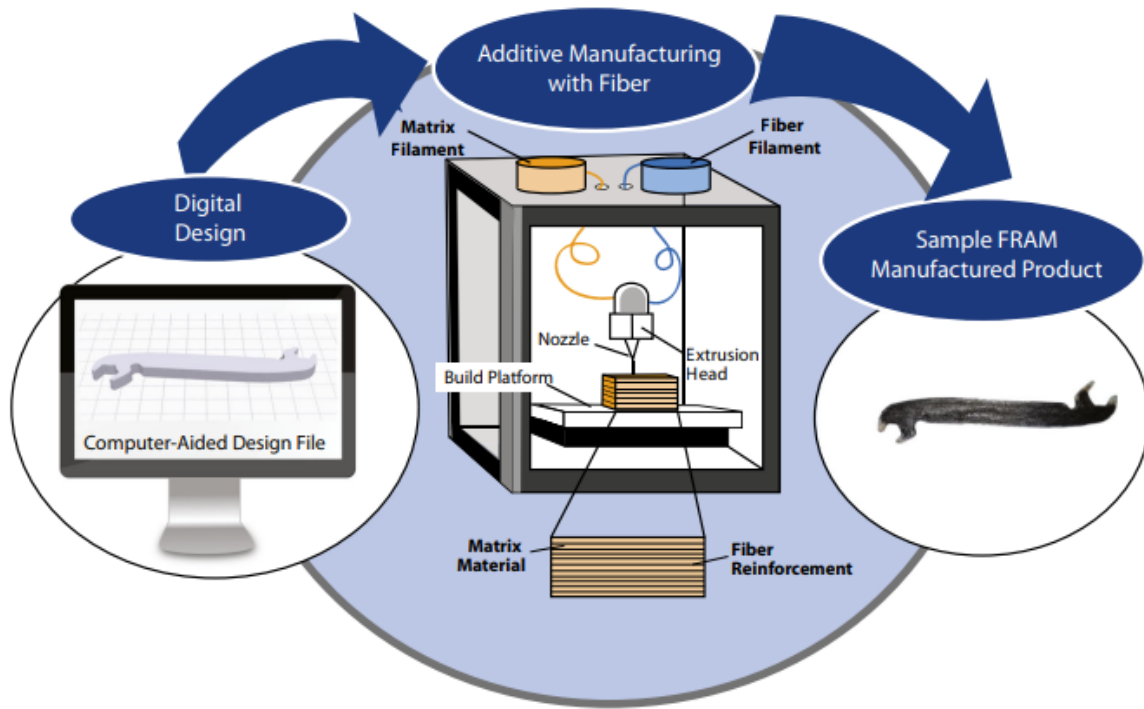 Additive Manufacturing
with Fiber
Matrix
Filament
Fiber
Filament
Digital
Design
Sample FRAM
Manufactured Product
Nozzle
Extrusion
Head
Build Platform
Computer-Aided Design File
Matrix
Material
Fiber
Reinforcement